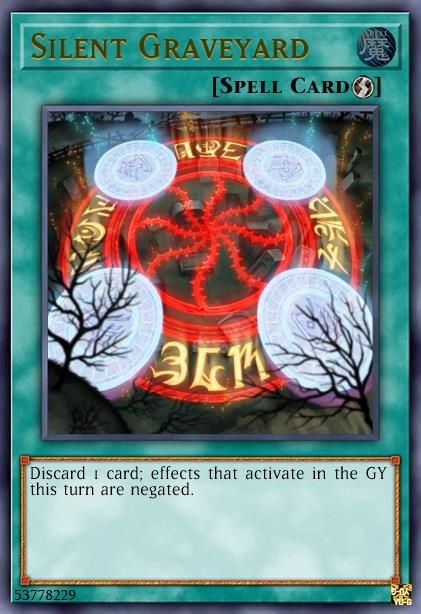 SILENT GRAVEYARD
魔
[SPELL CARD]
Discard 1 card; effects that activate in the GY
this turn are negated.
53778229